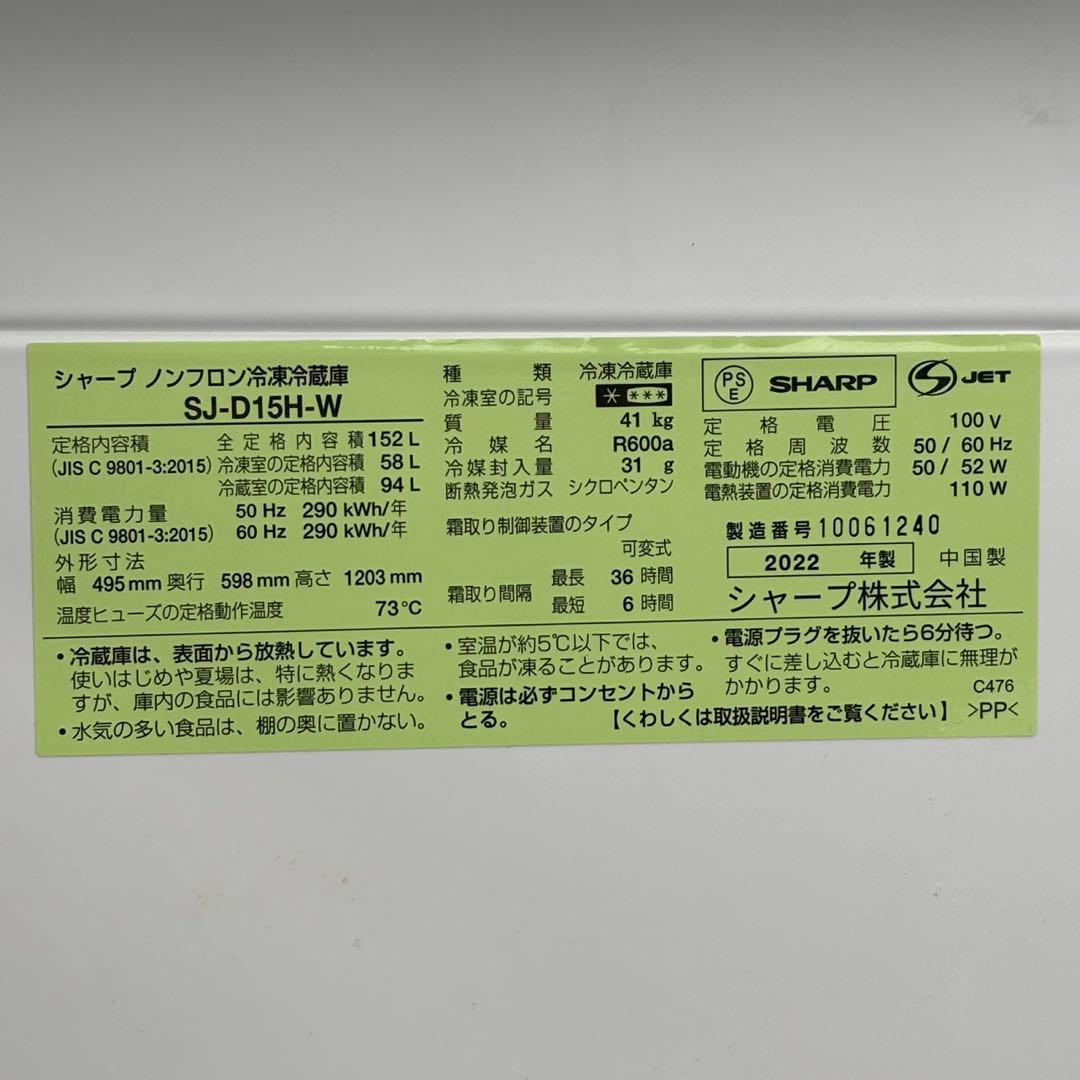 シャープ ノンフロン冷凍冷蔵庫
SJ-D15H-W
定格内容積 全定格内容積 152 L
(JIS C 9801-3:2015) 冷凍室の定格内容積 58 L
冷蔵室の定格内容積 94 L
消費電力量 50 Hz 290 kWh/年
(JIS C 9801-3:2015) 60 Hz 290 kWh/年
外形寸法
幅 495 mm 奥行 598 mm 高さ 1203 mm
温度ヒューズの定格動作温度 73℃
種類 冷凍冷蔵庫
冷凍室の記号 * ***
質量 41 kg
冷媒名 R600a
冷媒封入量 31 g
断熱発泡ガス シクロペンタン
霜取り制御装置のタイプ
可変式
霜取り間隔 最長 36 時間
最短 6 時間
PS
E
SHARP
JET
定格電圧 100 V
定格周波数 50 / 60 Hz
電動機の定格消費電力 50 / 52 W
電熱装置の定格消費電力 110 W
製造番号 10061240
2022 年製 中国製
シャープ株式会社
・冷蔵庫は、表面から放熱しています。
使いはじめや夏場は、特に熱くなりま
すが、庫内の食品には影響ありません。
・水気の多い食品は、棚の奥に置かない。
・室温が約5℃以下では、
食品が凍ることがあります。
・電源は必ずコンセントから
とる。
・電源プラグを抜いたら6分待つ。
すぐに差し込むと冷蔵庫に無理が
かかります。
C476
【くわしくは取扱説明書をご覧ください】 >PP<